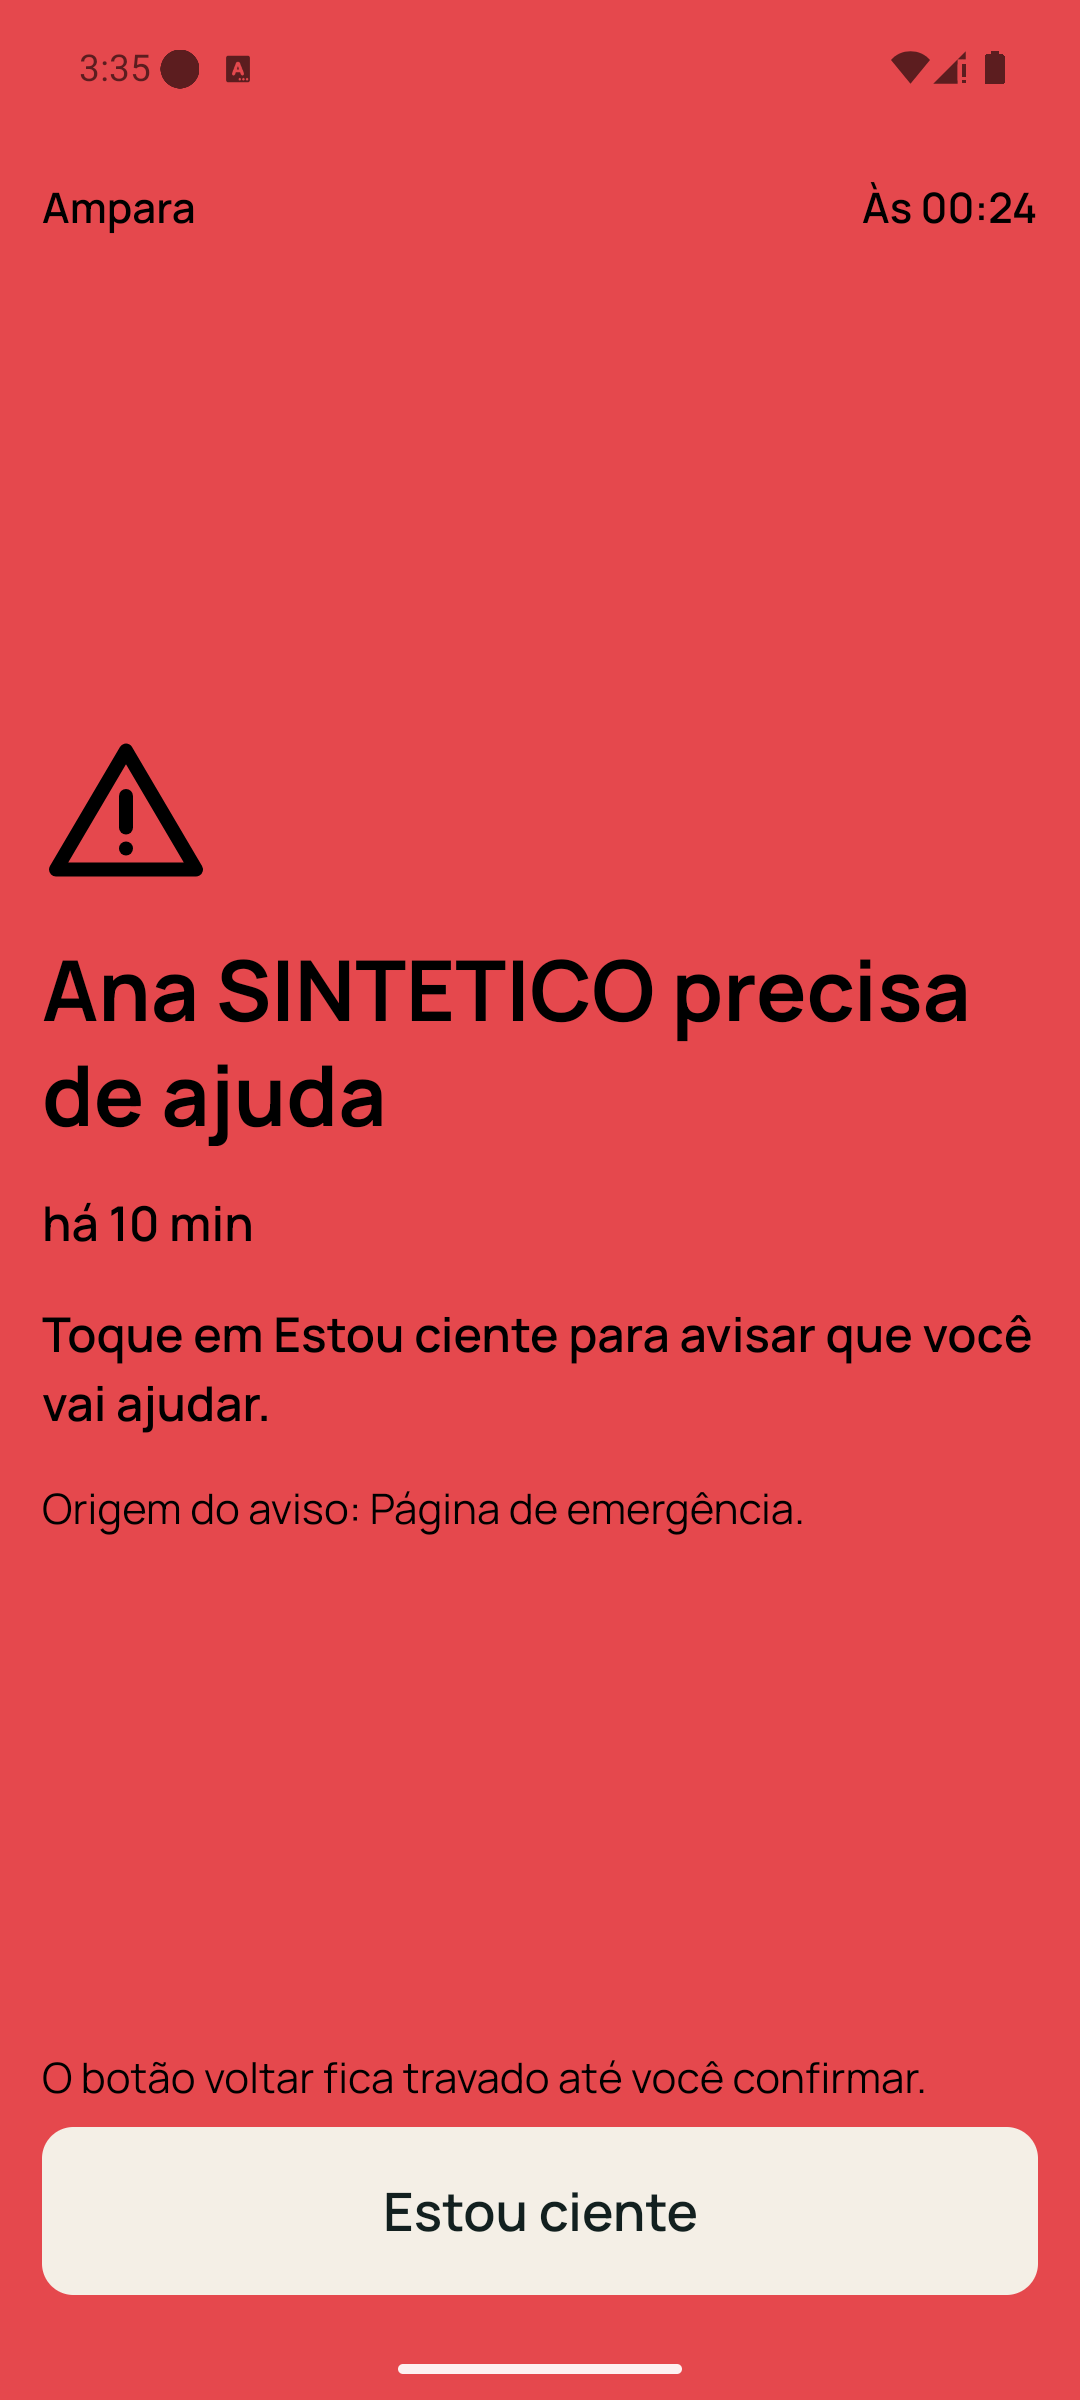 3:35
Ampara
Às 00:24
Ana SINTETICO precisa
de ajuda
há 10 min
Toque em Estou ciente para avisar que você
vai ajudar.
Origem do aviso: Página de emergência.
O botão voltar fica travado até você confirmar.
Estou ciente